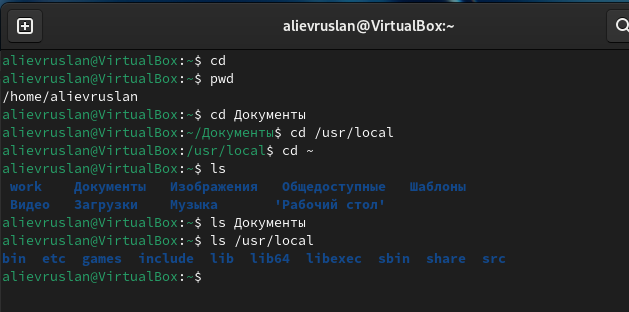 alievruslan@VirtualBox:~
alievruslan@VirtualBox:~$ cd
alievruslan@VirtualBox:~$ pwd
/home/alievruslan
alievruslan@VirtualBox:~$ cd Документы
alievruslan@VirtualBox:~/Документы$ cd /usr/local
alievruslan@VirtualBox:/usr/local$ cd ~
alievruslan@VirtualBox:~$ ls
work Документы Изображения Общедоступные Шаблоны
Видео Загрузки Музыка 'Рабочий стол'
alievruslan@VirtualBox:~$ ls Документы
alievruslan@VirtualBox:~$ ls /usr/local
bin etc games include lib lib64 libexec sbin share src
alievruslan@VirtualBox:~$